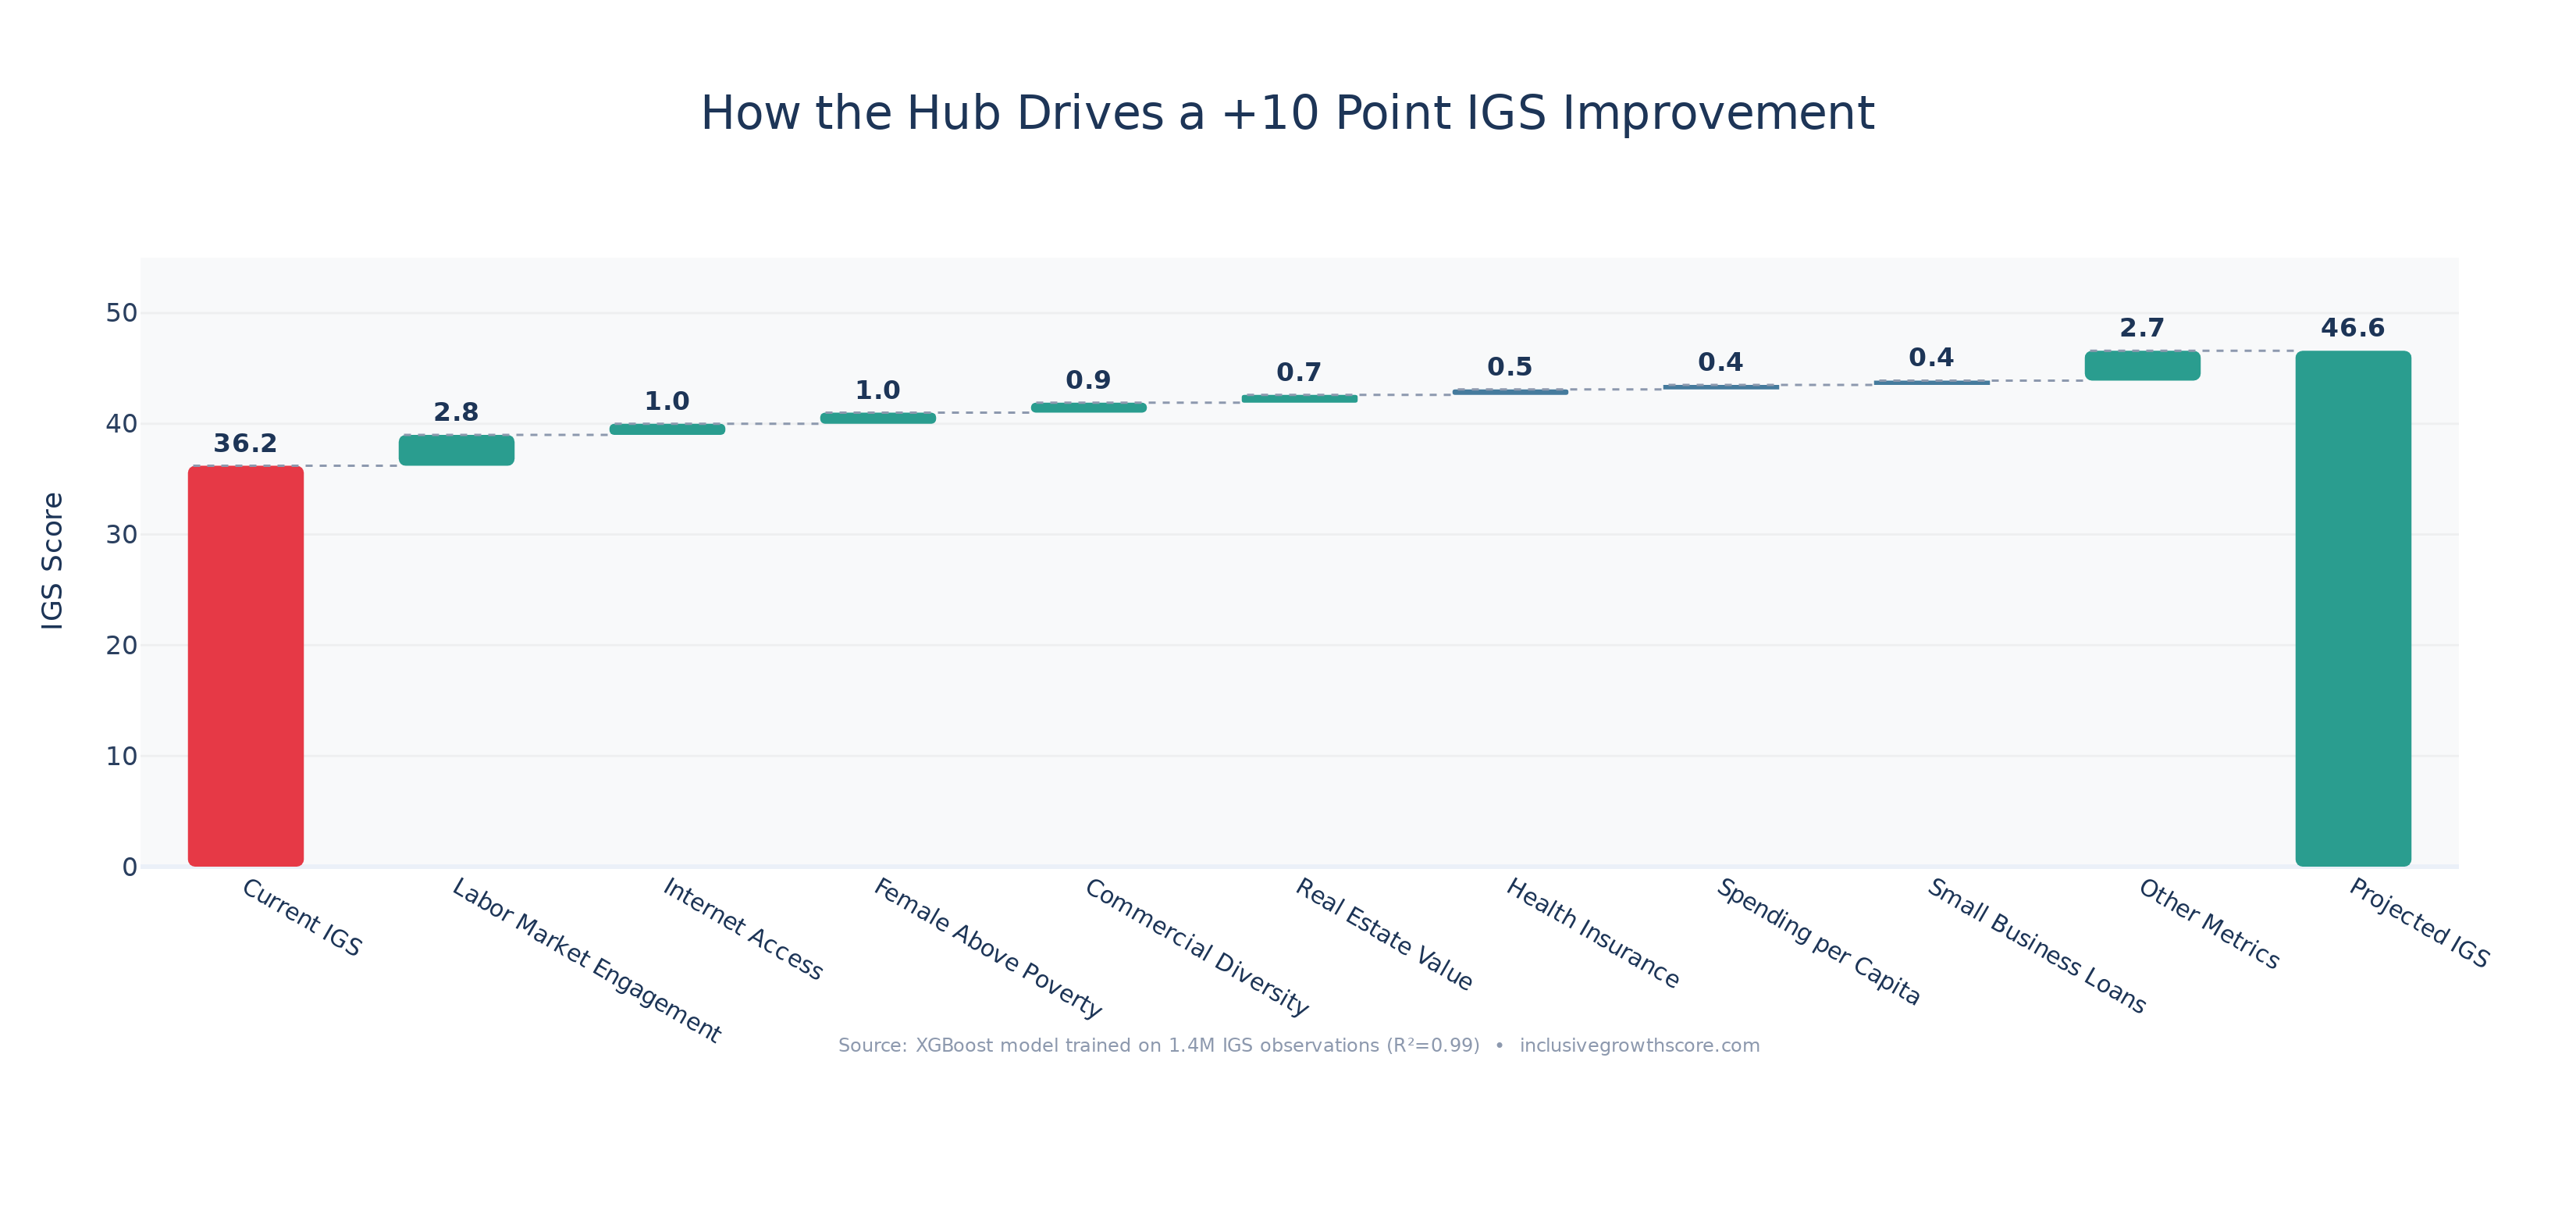 How the Hub Drives a +10 Point IGS Improvement
IGS Score
50
40
30
20
10
0
36.2
2.8
1.0
1.0
0.9
0.7
0.5
0.4
0.4
2.7
46.6
Current IGS
Labor Market Engagement
Internet Access
Female Above Poverty
Commercial Diversity
Real Estate Value
Health Insurance
Spending per Capita
Small Business Loans
Other Metrics
Projected IGS
Source: XGBoost model trained on 1.4M IGS observations (R²=0.99) • inclusivegrowthscore.com